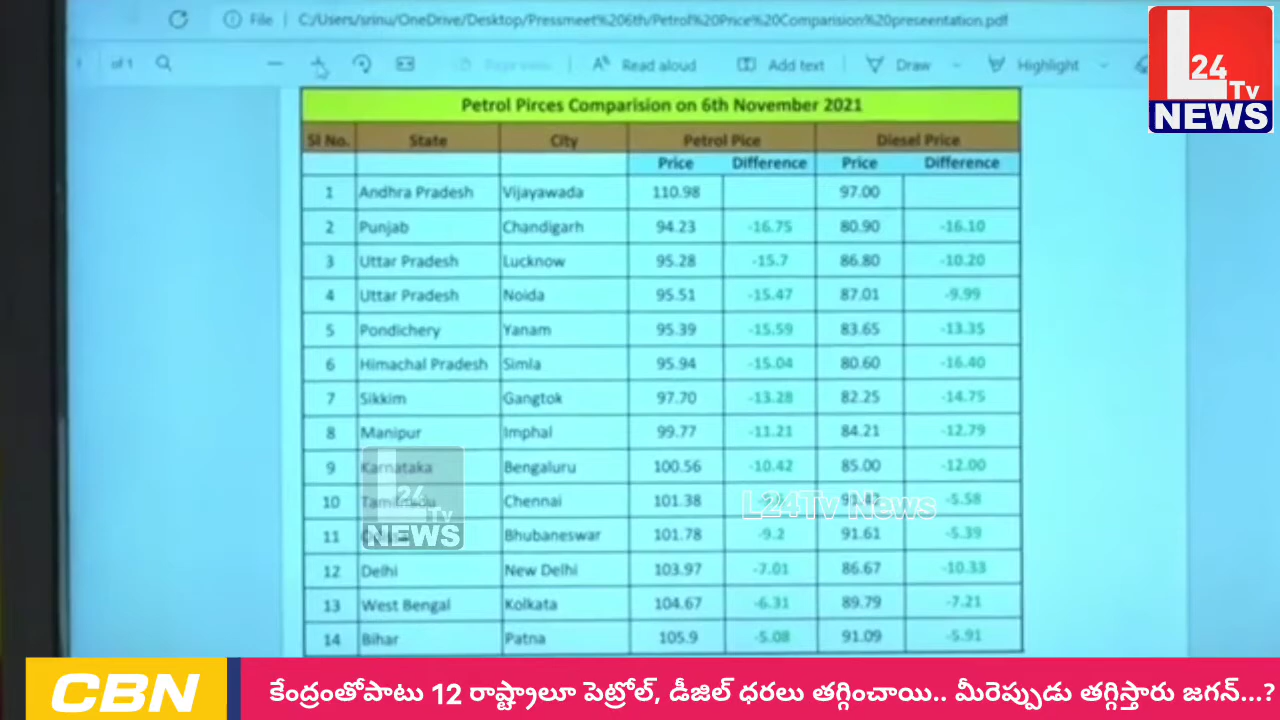 File | C:/Users/srinu/OneDrive/Desktop/Pressmeet%206th/Petrol%20Price%20Comparision%20preseentation.pdf
of 1 Read aloud Add text Draw Highlight
L 24 Tv NEWS
Petrol Pirces Comparision on 6th November 2021
Sl No. State City Petrol Pice Diesel Price
Price Difference Price Difference
1 Andhra Pradesh Vijayawada 110.98 97.00
2 Punjab Chandigarh 94.23 -16.75 80.90 -16.10
3 Uttar Pradesh Lucknow 95.28 -15.7 86.80 -10.20
4 Uttar Pradesh Noida 95.51 -15.47 87.01 -9.99
5 Pondichery Yanam 95.39 -15.59 83.65 -13.35
6 Himachal Pradesh Simla 95.94 -15.04 80.60 -16.40
7 Sikkim Gangtok 97.70 -13.28 82.25 -14.75
8 Manipur Imphal 99.77 -11.21 84.21 -12.79
9 Karnataka Bengaluru 100.56 -10.42 85.00 -12.00
10 Tamilnadu Chennai 101.38 -5.58
L 24 Tv NEWS
L24Tv News
11 Bhubaneswar 101.78 -9.2 91.61 -5.39
12 Delhi New Delhi 103.97 -7.01 86.67 -10.33
13 West Bengal Kolkata 104.67 -6.31 89.79 -7.21
14 Bihar Patna 105.9 -5.08 91.09 -5.91
CBN కేంద్రంతోపాటు 12 రాష్ట్రాలూ పెట్రోల్, డీజిల్ ధరలు తగ్గించాయి.. మీరెప్పుడు తగ్గిస్తారు జగన్...?